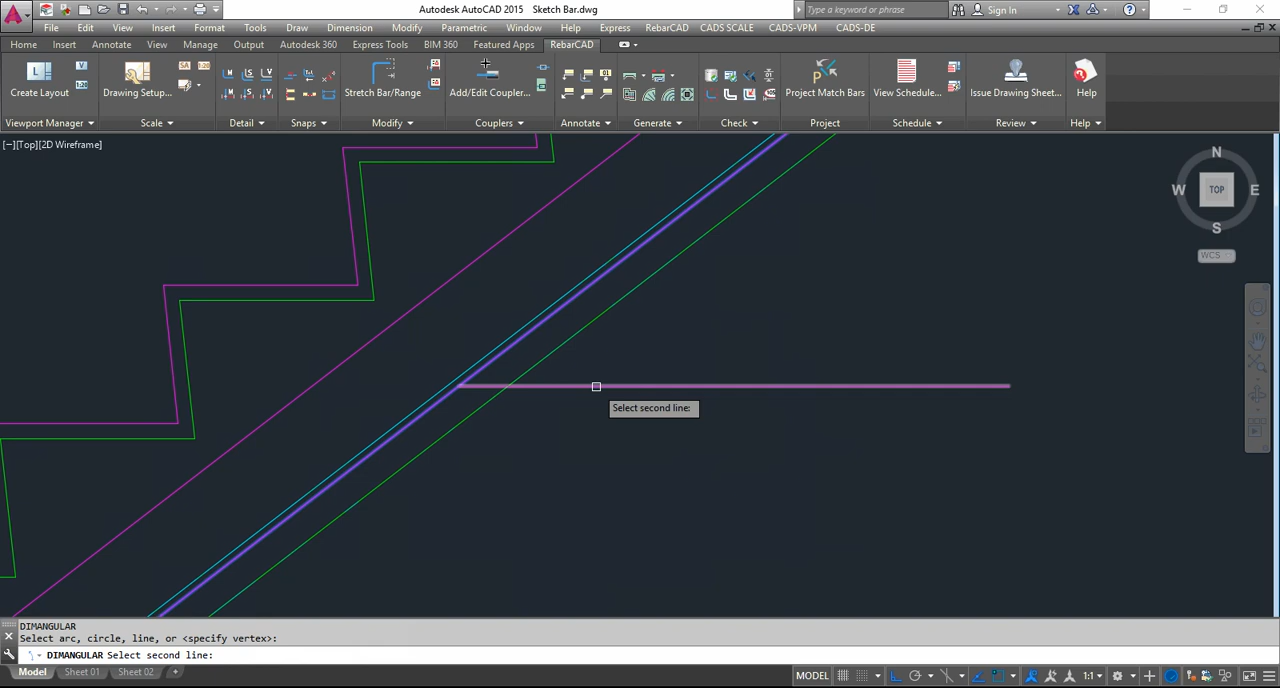 Autodesk AutoCAD 2015 Sketch Bar.dwg
Type a keyword or phrase
Sign In
File Edit View Insert Format Tools Draw Dimension Modify Parametric Window Help Express RebarCAD CADS SCALE CADS-VPM CADS-DE
Home Insert Annotate View Manage Output Autodesk 360 Express Tools BIM 360 Featured Apps RebarCAD
Create Layout Drawing Setup... Stretch Bar/Range Add/Edit Coupler... Project Match Bars View Schedule... Issue Drawing Sheet... Help
Viewport Manager Scale Detail Snaps Modify Couplers Annotate Generate Check Project Schedule Review Help
[−][Top][2D Wireframe]
N
W TOP E
S
WCS
Select second line:
DIMANGULAR
Select arc, circle, line, or <specify vertex>:
DIMANGULAR Select second line:
Model Sheet 01 Sheet 02 +
MODEL 1:1